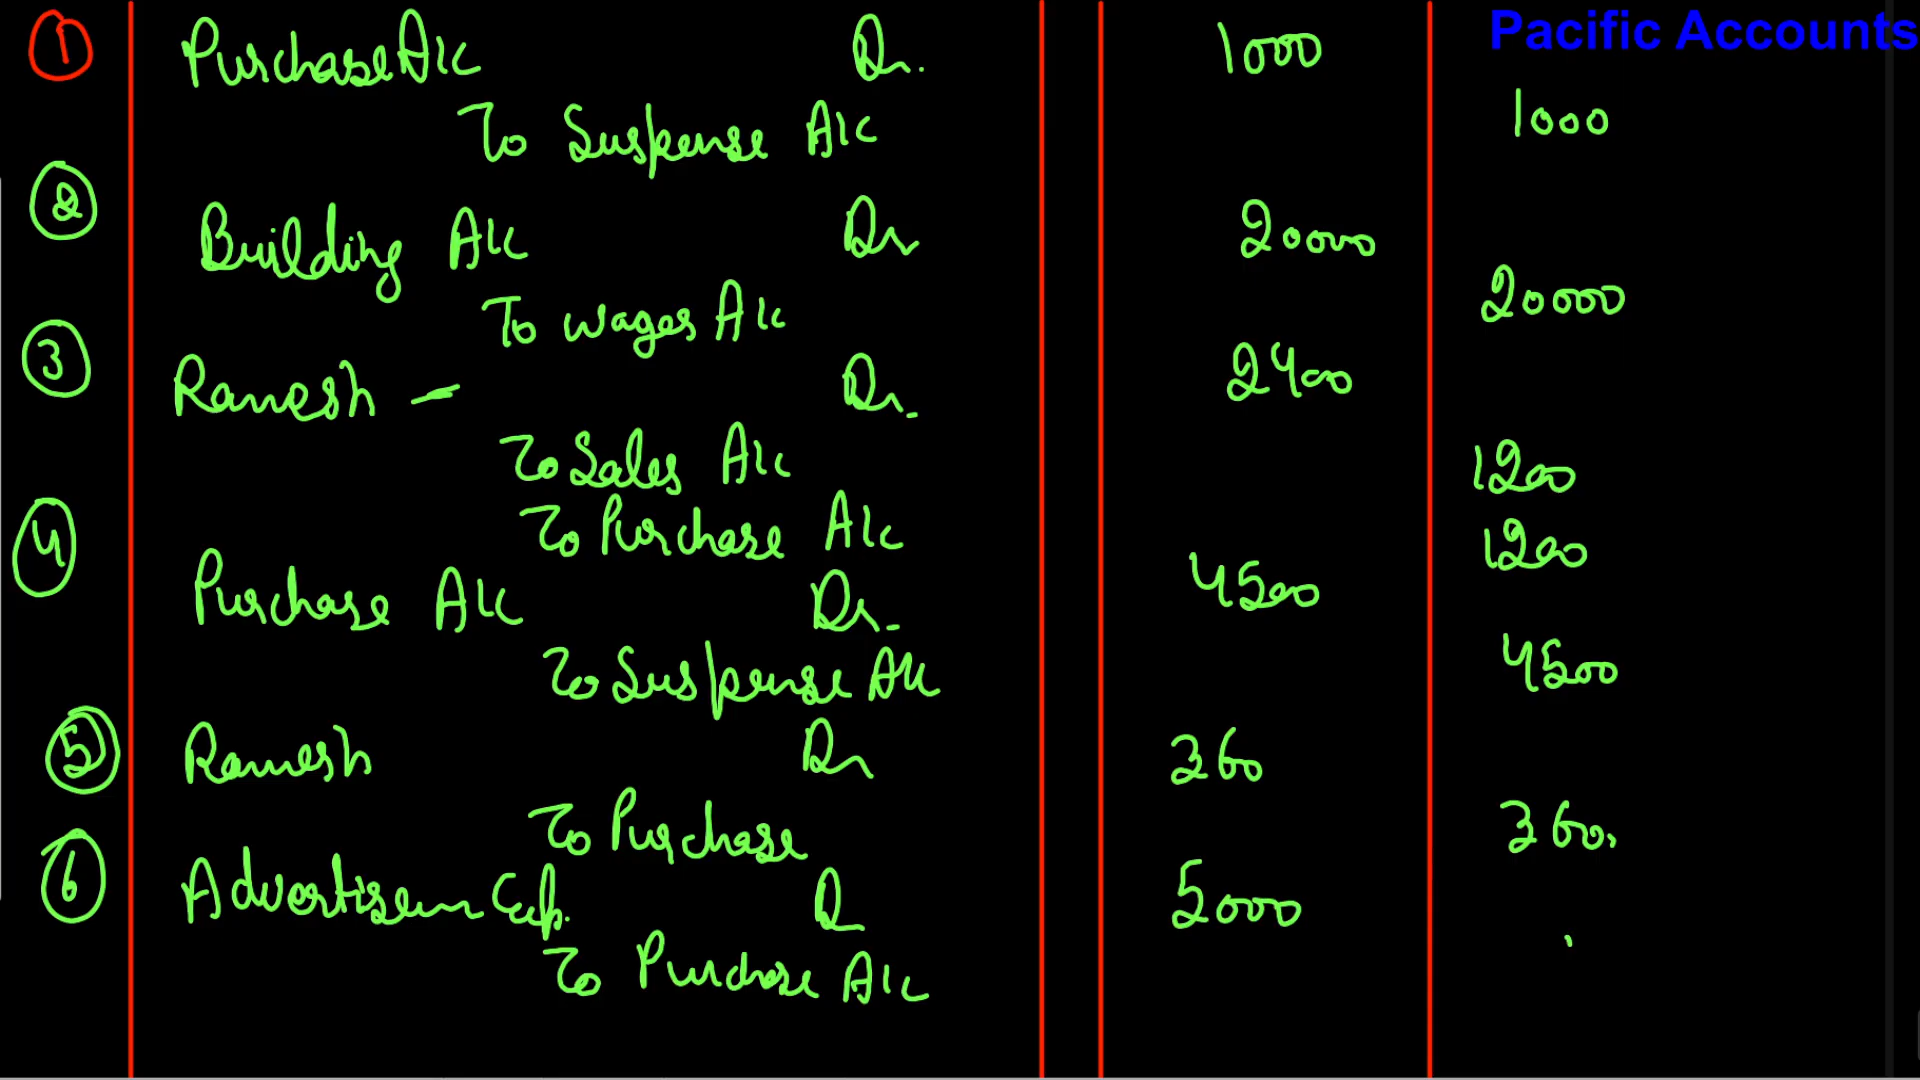 Pacific Accounts
1 Purchase A/c Dr. 1000
To Suspense A/c 1000
2 Building A/c Dr 20000
To wages A/c 20000
3 Ramesh - Dr. 2400
To Sales A/c 1200
To Purchase A/c 1200
4 Purchase A/c Dr. 4500
To Suspense A/c 4500
5 Ramesh Dr 360
To Purchase 360
6 Advertisem Exp. D 5000
To Purchase A/c